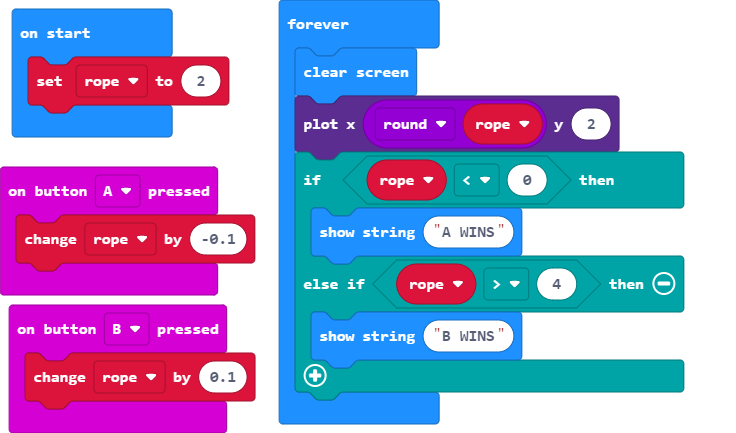 on start
set rope to 2
on button A pressed
change rope by -0.1
on button B pressed
change rope by 0.1
forever
clear screen
plot x round rope y 2
if rope < 0 then
show string "A WINS"
else if rope > 4 then
show string "B WINS"